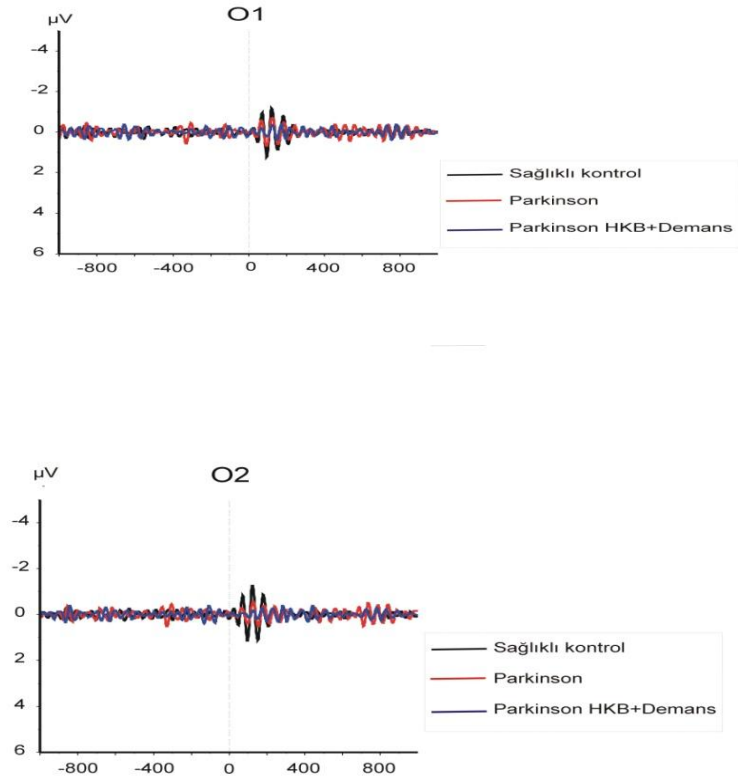 µV
O1
-4
-2
0
2
4
6
-800 -400 0 400 800
Sağlıklı kontrol
Parkinson
Parkinson HKB+Demans
µV
O2
-4
-2
0
2
4
6
-800 -400 0 400 800
Sağlıklı kontrol
Parkinson
Parkinson HKB+Demans